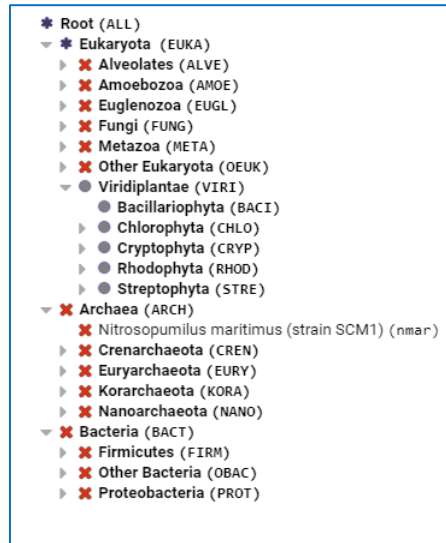 Root (ALL)
Eukaryota (EUKA)
Alveolates (ALVE)
Amoebozoa (AMOE)
Euglenozoa (EUGL)
Fungi (FUNG)
Metazoa (META)
Other Eukaryota (OEUK)
Viridiplantae (VIRI)
Bacillariophyta (BACI)
Chlorophyta (CHLO)
Cryptophyta (CRYP)
Rhodophyta (RHOD)
Streptophyta (STRE)
Archaea (ARCH)
Nitrosopumilus maritimus (strain SCM1) (nmar)
Crenarchaeota (CREN)
Euryarchaeota (EURY)
Korarchaeota (KORA)
Nanoarchaeota (NANO)
Bacteria (BACT)
Firmicutes (FIRM)
Other Bacteria (OBAC)
Proteobacteria (PROT)